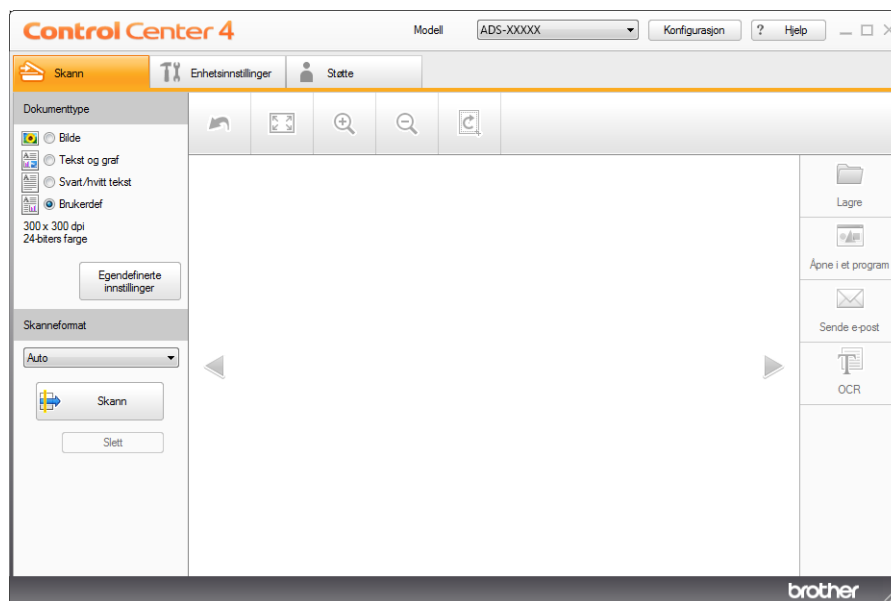 Control Center 4
Modell
ADS-XXXXX
Konfigurasjon
? Hjelp
Skann
Enhetsinnstillinger
Støtte
Dokumenttype
Bilde
Tekst og graf
Svart/hvitt tekst
Brukerdef
300 x 300 dpi
24-biters farge
Egendefinerte
innstillinger
Skanneformat
Auto
Skann
Slett
Lagre
Åpne i et program
Sende e-post
OCR
brother